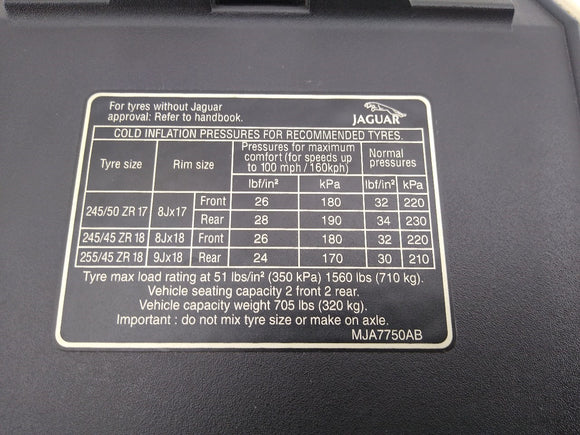 For tyres without Jaguar
approval: Refer to handbook.
JAGUAR
COLD INFLATION PRESSURES FOR RECOMMENDED TYRES.
Tyre size Rim size Pressures for maximum comfort (for speeds up to 100 mph / 160kph) Normal pressures
lbf/in² kPa lbf/in² kPa
245/50 ZR 17 8Jx17 Front 26 180 32 220
Rear 28 190 34 230
245/45 ZR 18 8Jx18 Front 26 180 32 220
255/45 ZR 18 9Jx18 Rear 24 170 30 210
Tyre max load rating at 51 lbs/in² (350 kPa) 1560 lbs (710 kg).
Vehicle seating capacity 2 front 2 rear.
Vehicle capacity weight 705 lbs (320 kg).
Important : do not mix tyre size or make on axle.
MJA7750AB